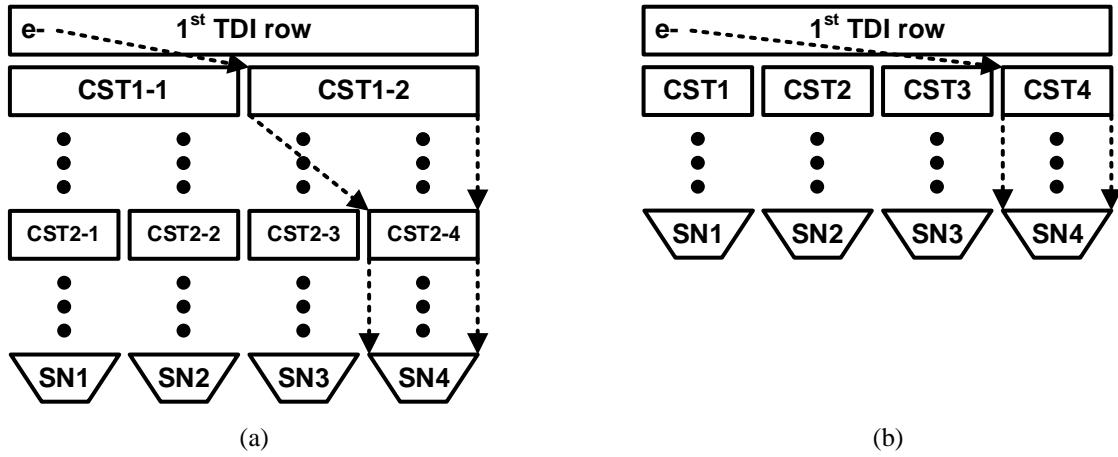 e- 1st TDI row
CST1-1 CST1-2
CST2-1 CST2-2 CST2-3 CST2-4
SN1 SN2 SN3 SN4
(a)
e- 1st TDI row
CST1 CST2 CST3 CST4
SN1 SN2 SN3 SN4
(b)